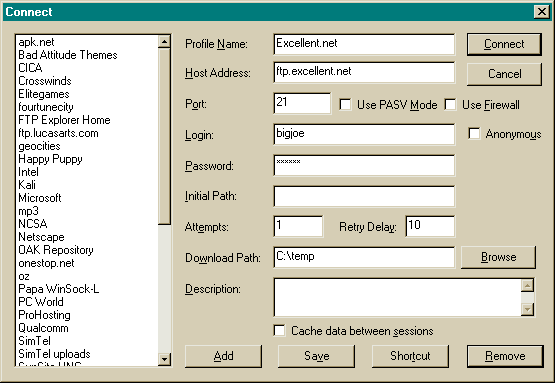 Connect
apk.net
Bad Attitude Themes
CICA
Crosswinds
Elitegames
fourtunecity
FTP Explorer Home
ftp.lucasarts.com
geocities
Happy Puppy
Intel
Kali
Microsoft
mp3
NCSA
Netscape
OAK Repository
onestop.net
oz
Papa WinSock-L
PC World
ProHosting
Qualcomm
SimTel
SimTel uploads
Profile Name: Excellent.net Connect
Host Address: ftp.excellent.net Cancel
Port: 21 Use PASV Mode Use Firewall
Login: bigjoe Anonymous
Password: xxxxxx
Initial Path:
Attempts: 1 Retry Delay: 10
Download Path: C:\temp Browse
Description:
Cache data between sessions
Add Save Shortcut Remove